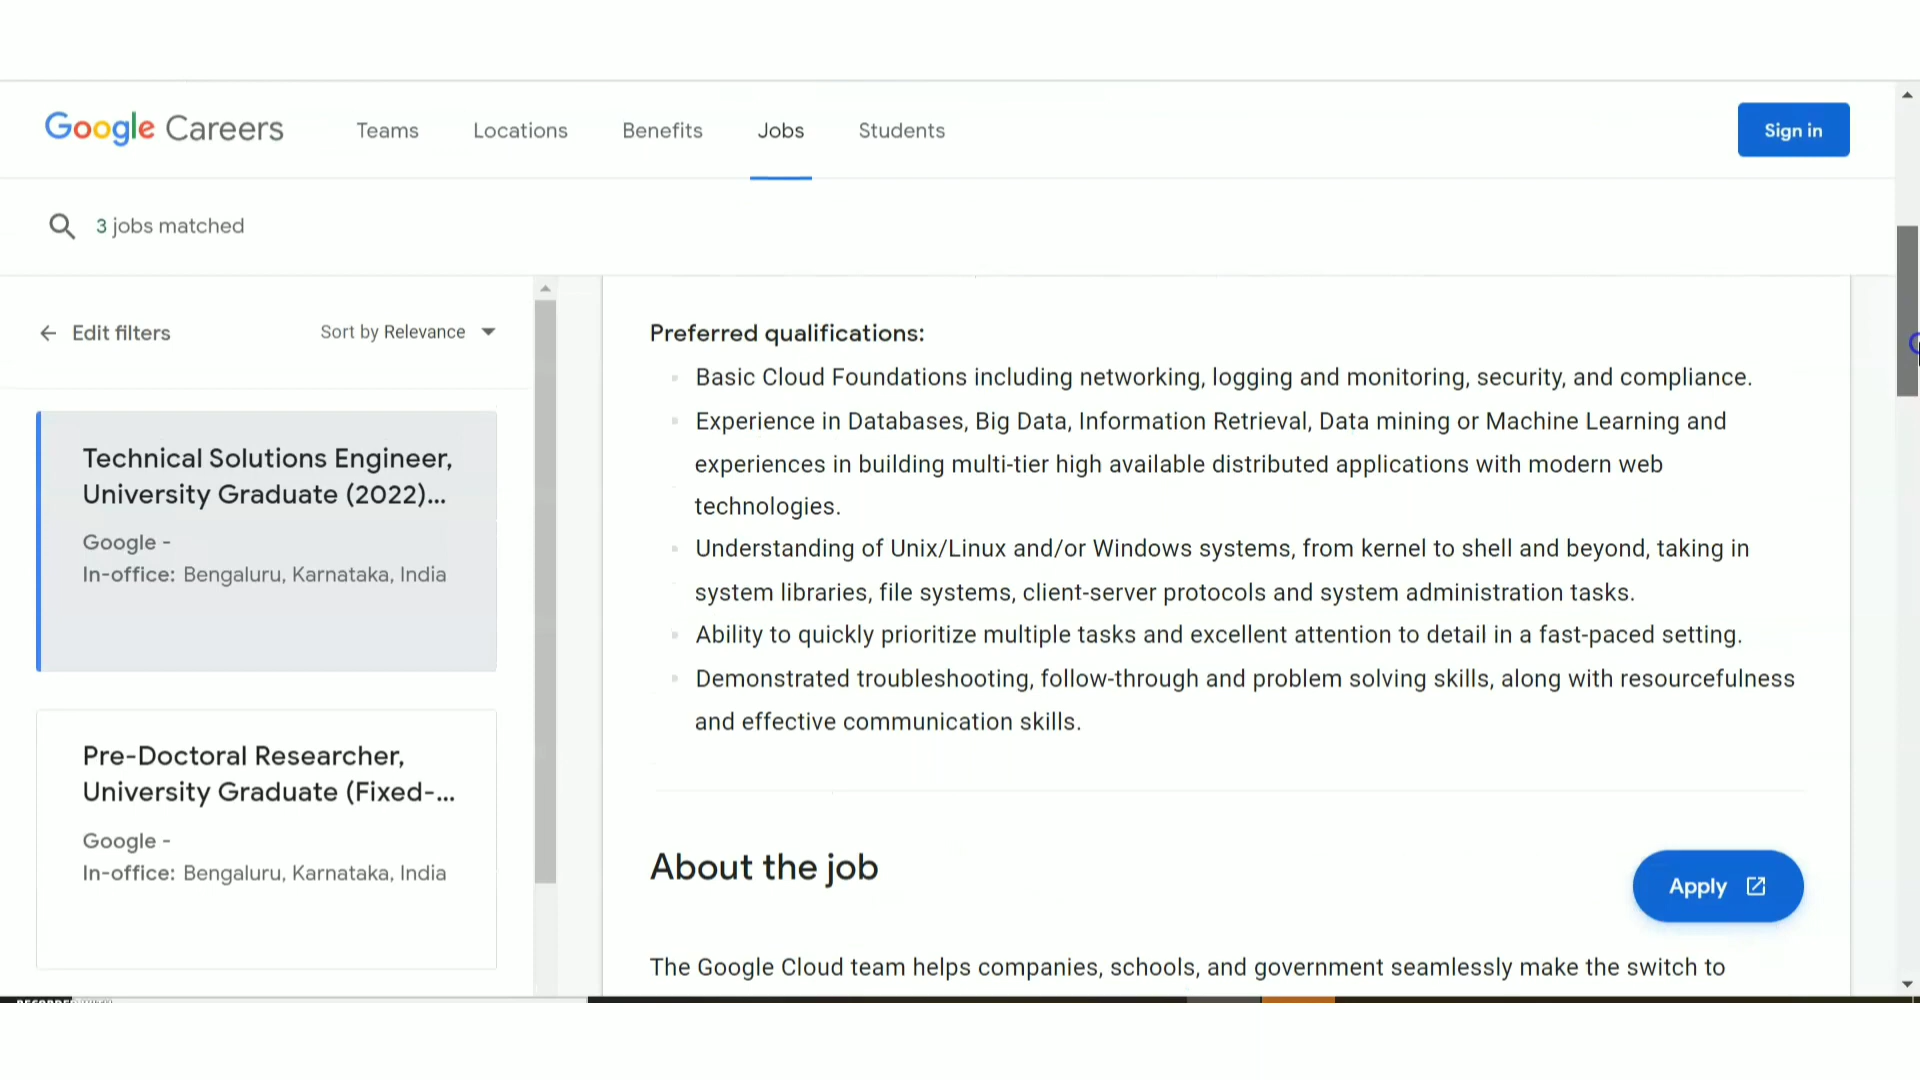 Google Careers
Teams
Locations
Benefits
Jobs
Students
Sign in
3 jobs matched
Edit filters
Sort by Relevance
Technical Solutions Engineer,
University Graduate (2022)...
Google -
In-office: Bengaluru, Karnataka, India
Pre-Doctoral Researcher,
University Graduate (Fixed-...
Google -
In-office: Bengaluru, Karnataka, India
Preferred qualifications:
Basic Cloud Foundations including networking, logging and monitoring, security, and compliance.
Experience in Databases, Big Data, Information Retrieval, Data mining or Machine Learning and
experiences in building multi-tier high available distributed applications with modern web
technologies.
Understanding of Unix/Linux and/or Windows systems, from kernel to shell and beyond, taking in
system libraries, file systems, client-server protocols and system administration tasks.
Ability to quickly prioritize multiple tasks and excellent attention to detail in a fast-paced setting.
Demonstrated troubleshooting, follow-through and problem solving skills, along with resourcefulness
and effective communication skills.
About the job
Apply
The Google Cloud team helps companies, schools, and government seamlessly make the switch to